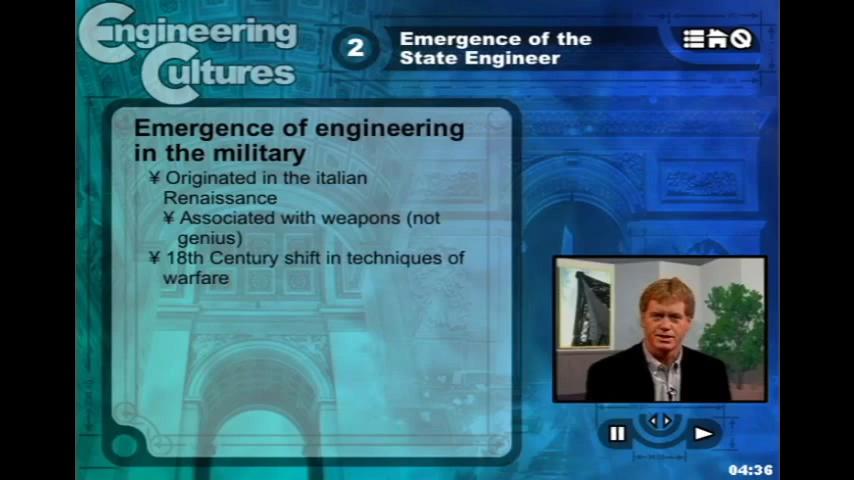 Engineering
Cultures
2
Emergence of the
State Engineer
Emergence of engineering
in the military
¥ Originated in the italian
Renaissance
¥ Associated with weapons (not
genius)
¥ 18th Century shift in techniques of
warfare
04:36